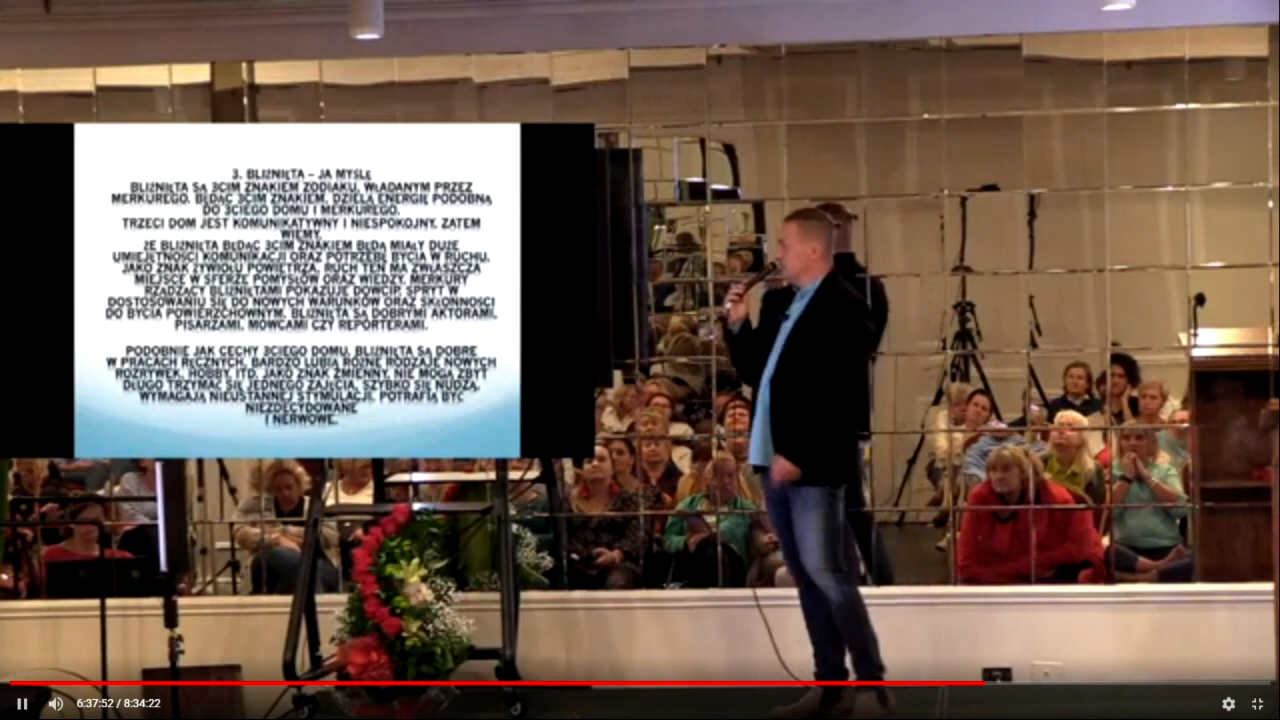 3. BLIŹNIĘTA – JA MYŚLĘ
BLIŹNIĘTA SĄ 3CIM ZNAKIEM ZODIAKU, WŁADANYM PRZEZ
MERKUREGO. BĘDĄC 3CIM ZNAKIEM, DZIELĄ ENERGIĘ PODOBNĄ
DO 3CIEGO DOMU I MERKUREGO.
TRZECI DOM JEST KOMUNIKATYWNY I NIESPOKOJNY, ZATEM
WIEMY,
ŻE BLIŹNIĘTA BĘDĄC 3CIM ZNAKIEM BĘDĄ MIAŁY DUŻE
UMIEJĘTNOŚCI KOMUNIKACJI ORAZ POTRZEBĘ BYCIA W RUCHU.
JAKO ZNAK ŻYWIOŁU POWIETRZA, RUCH TEN MA ZWŁASZCZA
MIEJSCE W SFERZE POMYSŁÓW ORAZ WIEDZY. MERKURY
RZĄDZĄCY BLIŹNIĘTAMI POKAZUJE DOWCIP, SPRYT W
DOSTOSOWANIU SIĘ DO NOWYCH WARUNKÓW ORAZ SKŁONNOŚCI
DO BYCIA POWIERZCHOWNYM. BLIŹNIĘTA SĄ DOBRYMI AKTORAMI,
PISARZAMI, MÓWCAMI CZY REPORTERAMI.
PODOBNIE JAK CECHY 3CIEGO DOMU, BLIŹNIĘTA SĄ DOBRE
W PRACACH RĘCZNYCH, BARDZO LUBIĄ RÓŻNE RODZAJE NOWYCH
ROZRYWEK, HOBBY, ITD. JAKO ZNAK ZMIENNY, NIE MOGĄ ZBYT
DŁUGO TRZYMAĆ SIĘ JEDNEGO ZAJĘCIA, SZYBKO SIĘ NUDZĄ,
WYMAGAJĄ NIEUSTANNEJ STYMULACJI. POTRAFIĄ BYĆ
NIEZDECYDOWANE
I NERWOWE.
6:37:52 / 8:34:22